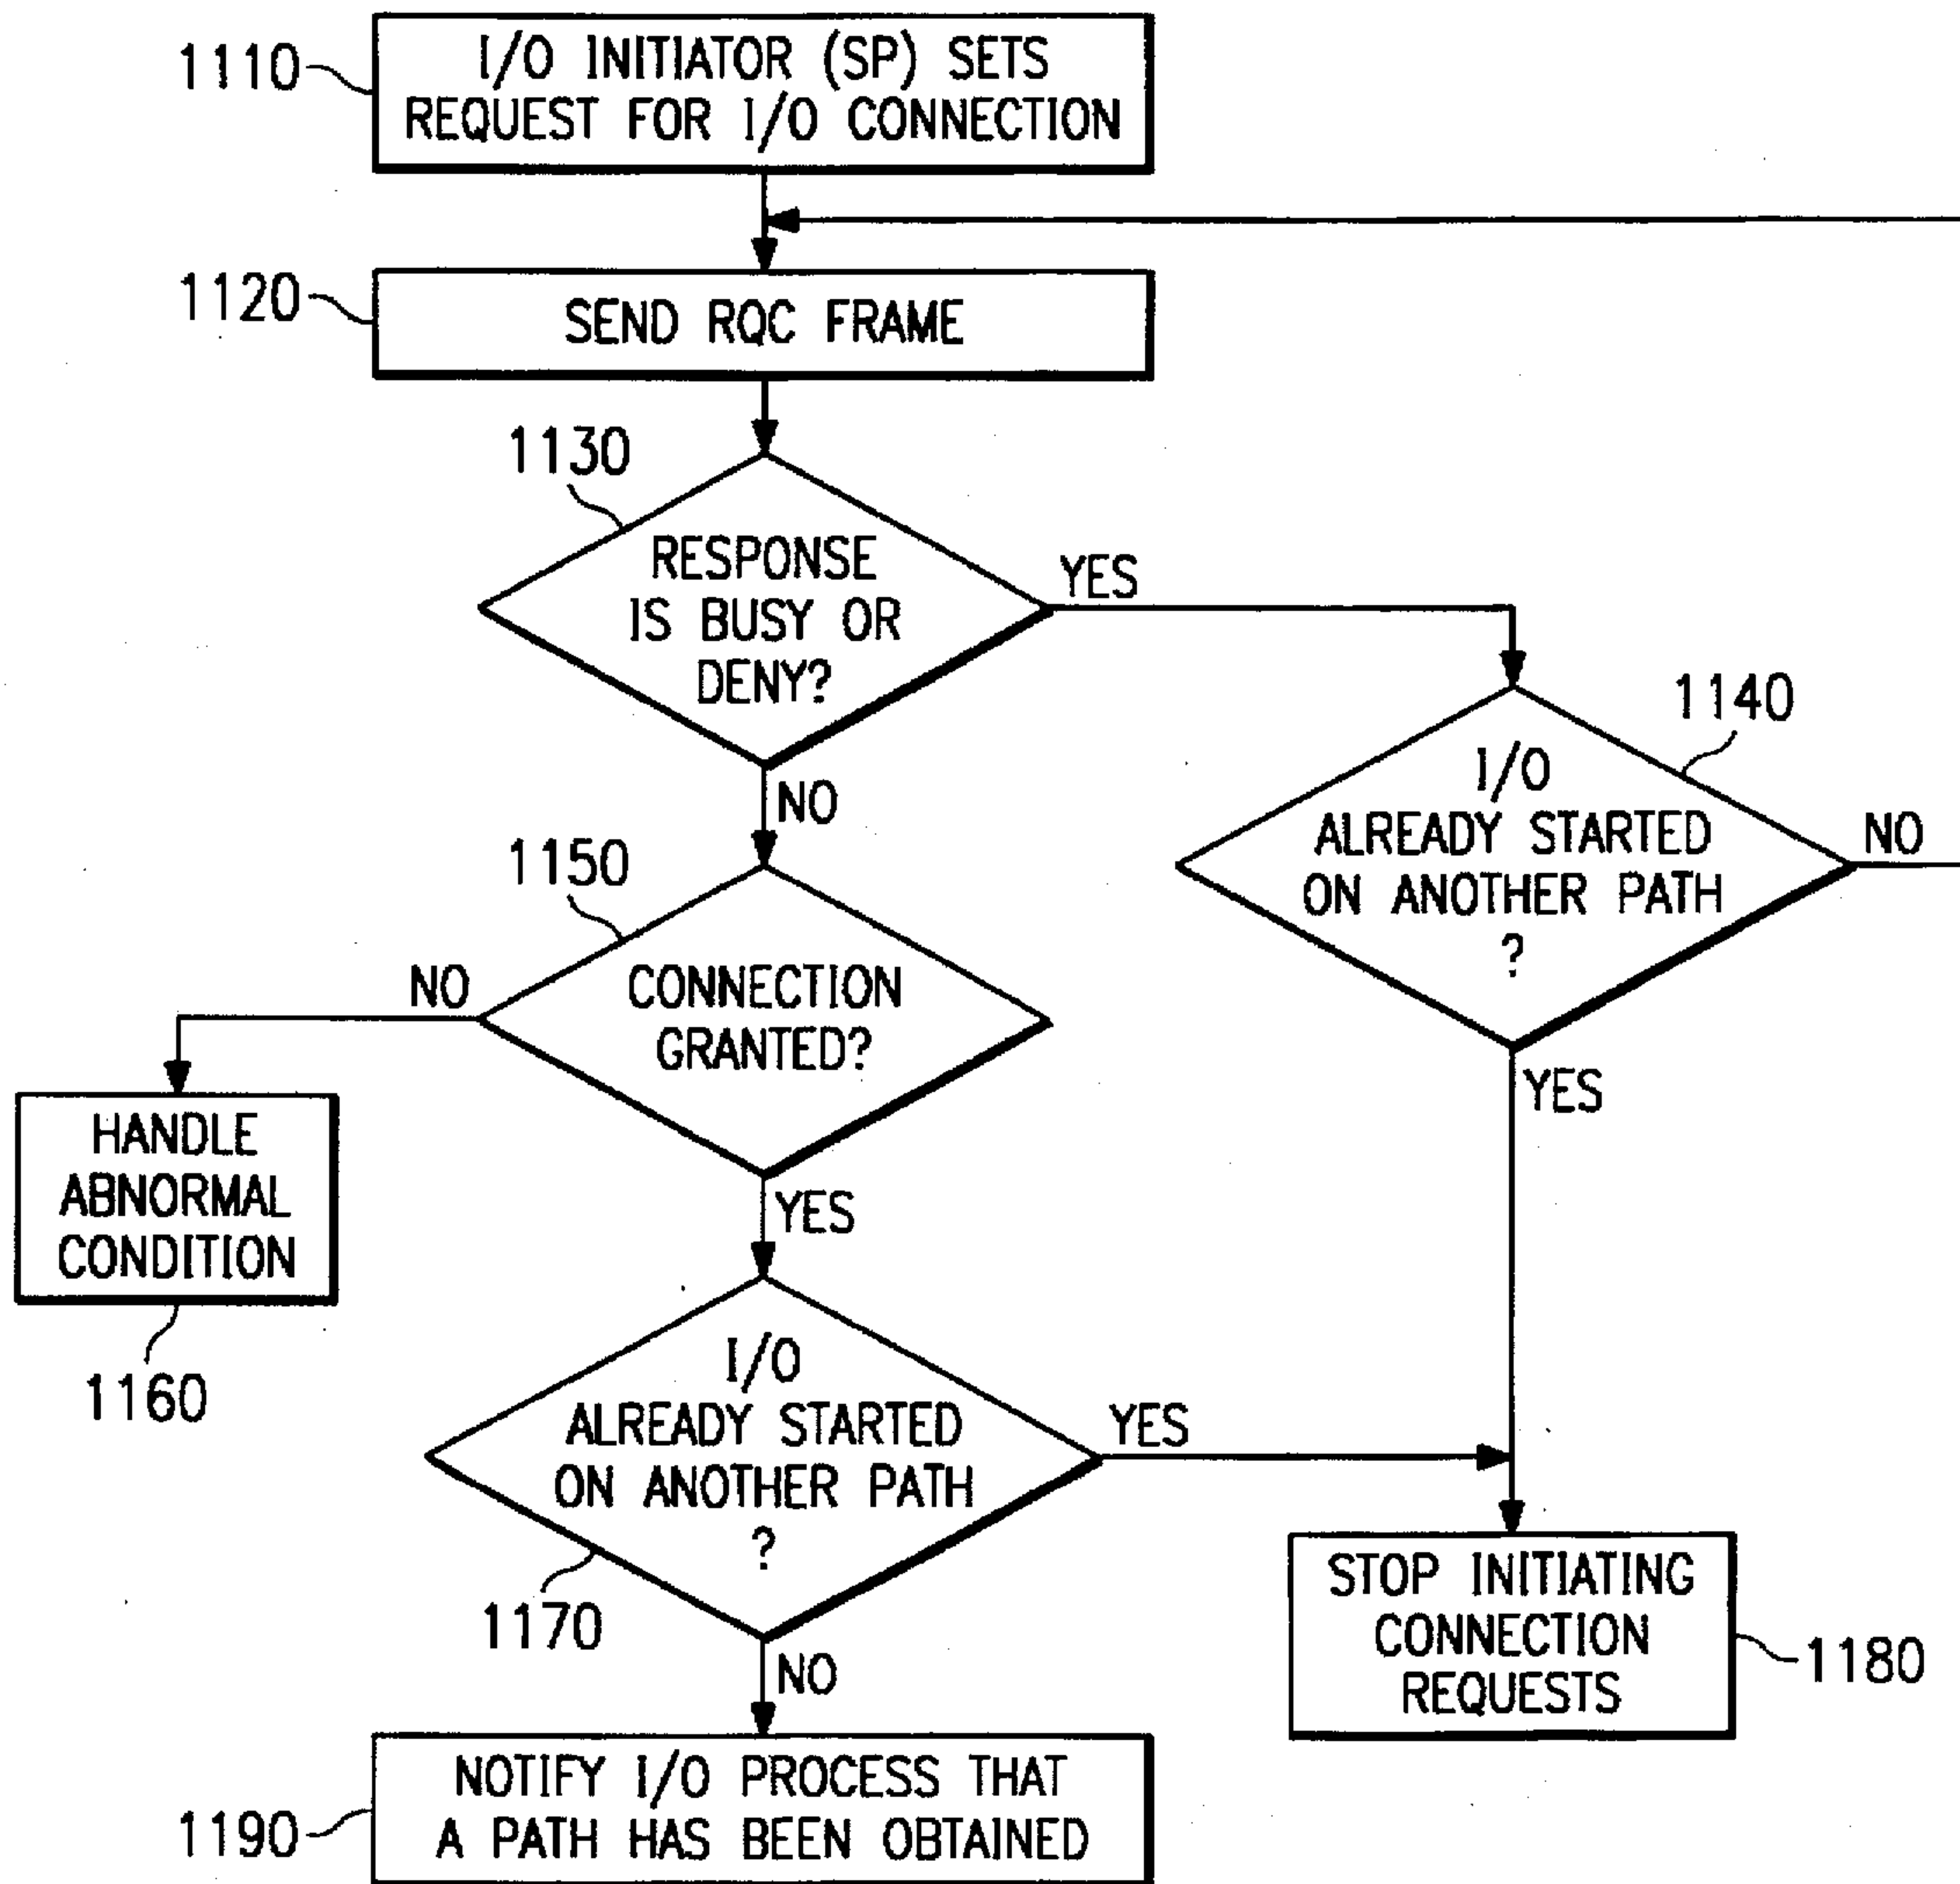 1110
I/O INITIATOR (SP) SETS
REQUEST FOR I/O CONNECTION
1120
SEND RQC FRAME
1130
RESPONSE
IS BUSY OR
DENY?
YES
NO
1140
I/O
ALREADY STARTED
ON ANOTHER PATH
?
NO
YES
1150
CONNECTION
GRANTED?
NO
YES
HANDLE
ABNORMAL
CONDITION
1160
I/O
ALREADY STARTED
ON ANOTHER PATH
?
YES
1170
NO
STOP INITIATING
CONNECTION
REQUESTS
1180
1190
NOTIFY I/O PROCESS THAT
A PATH HAS BEEN OBTAINED